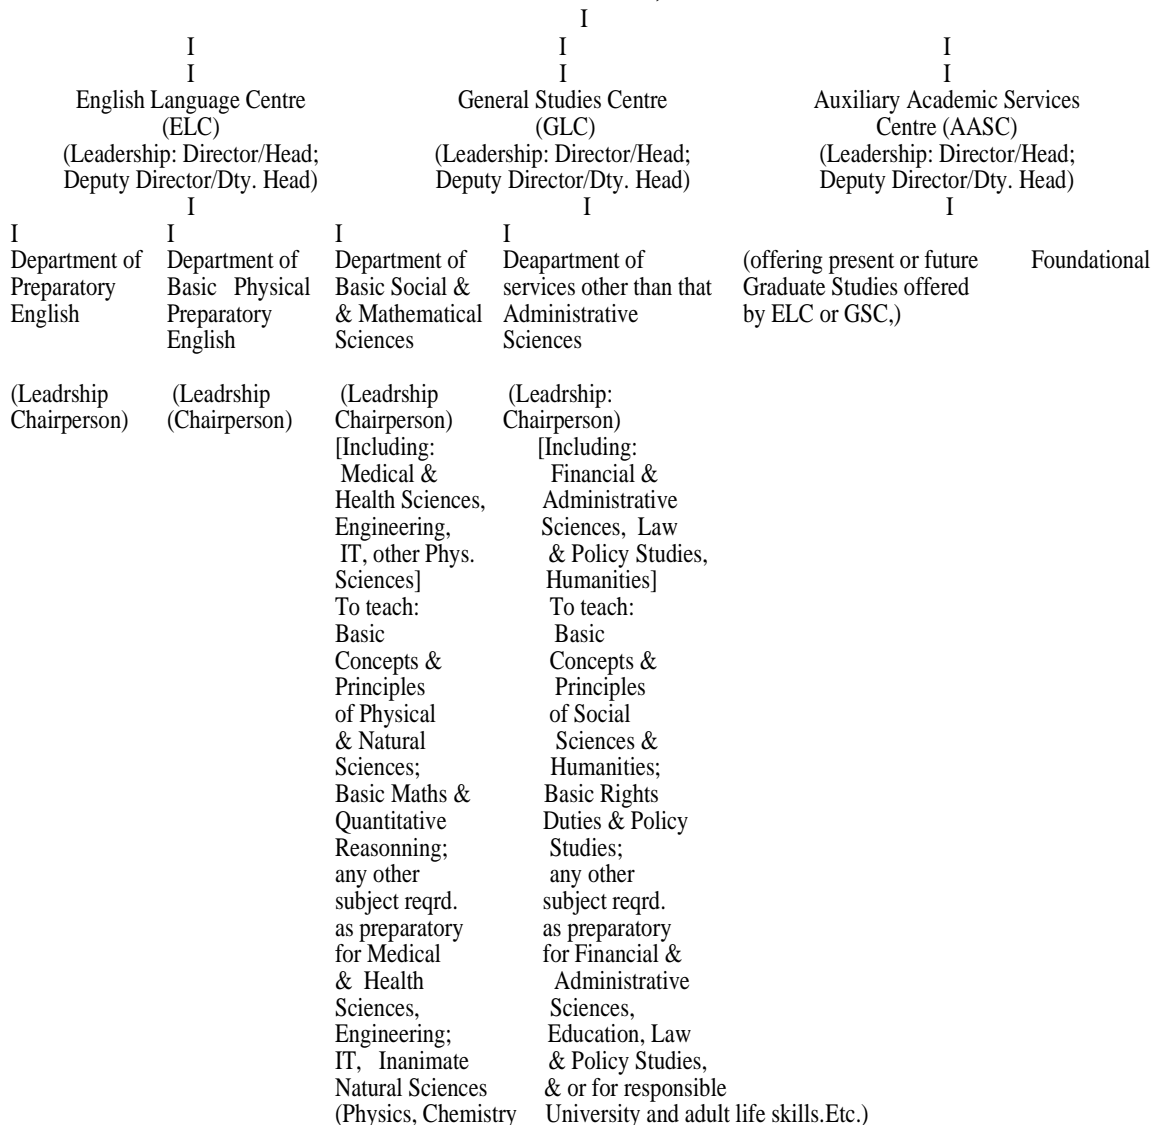 I
I I I
I I I
English Language Centre General Studies Centre Auxiliary Academic Services
(ELC) (GLC) Centre (AASC)
(Leadership: Director/Head; (Leadership: Director/Head; (Leadership: Director/Head;
Deputy Director/Dty. Head) Deputy Director/Dty. Head) Deputy Director/Dty. Head)
I I I
I I I I
Department of Department of Department of Deapartment of (offering present or future Foundational
Preparatory Basic Physical Basic Social & services other than that Graduate Studies offered
English Preparatory & Mathematical Administrative by ELC or GSC,)
English Sciences Sciences
(Leadrship (Leadrship (Leadrship (Leadrship:
Chairperson) (Chairperson) Chairperson) Chairperson)
[Including: [Including:
Medical & Financial &
Health Sciences, Administrative
Engineering, Sciences, Law
IT, other Phys. & Policy Studies,
Sciences] Humanities]
To teach: To teach:
Basic Basic
Concepts & Concepts &
Principles Principles
of Physical of Social
& Natural Sciences &
Sciences; Humanities;
Basic Maths & Basic Rights
Quantitative Duties & Policy
Reasonning; Studies;
any other any other
subject reqrd. subject reqrd.
as preparatory as preparatory
for Medical for Financial &
& Health Administrative
Sciences, Sciences,
Engineering; Education, Law
IT, Inanimate & Policy Studies,
Natural Sciences & or for responsible
(Physics, Chemistry University and adult life skills.Etc.)